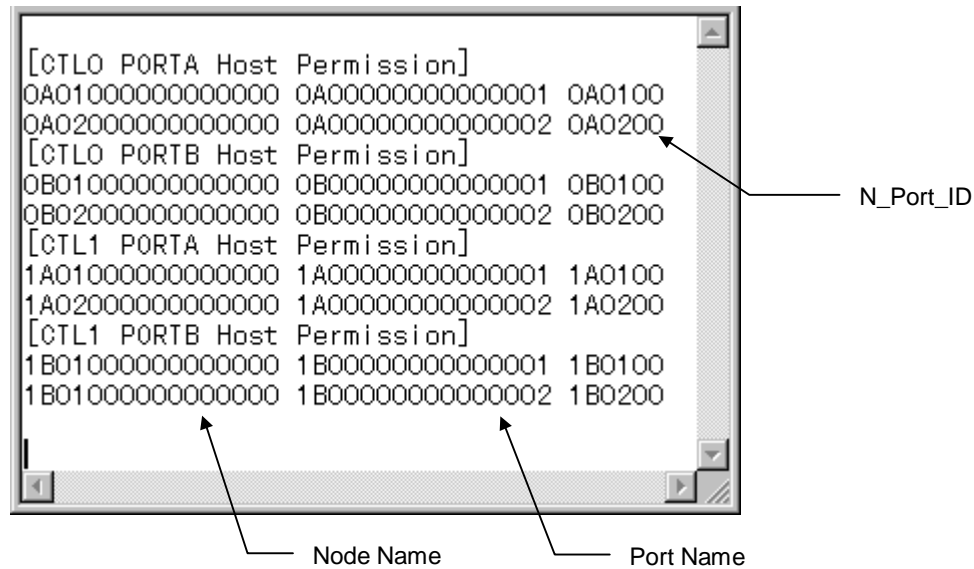 [CTL0 PORTA Host Permission]
0A01000000000000 0A00000000000001 0A0100
0A02000000000000 0A00000000000002 0A0200
[CTL0 PORTB Host Permission]
0B01000000000000 0B00000000000001 0B0100
0B02000000000000 0B00000000000002 0B0200
[CTL1 PORTA Host Permission]
1A01000000000000 1A00000000000001 1A0100
1A02000000000000 1A00000000000002 1A0200
[CTL1 PORTB Host Permission]
1B01000000000000 1B00000000000001 1B0100
1B01000000000000 1B00000000000002 1B0200
N_Port_ID
Node Name
Port Name